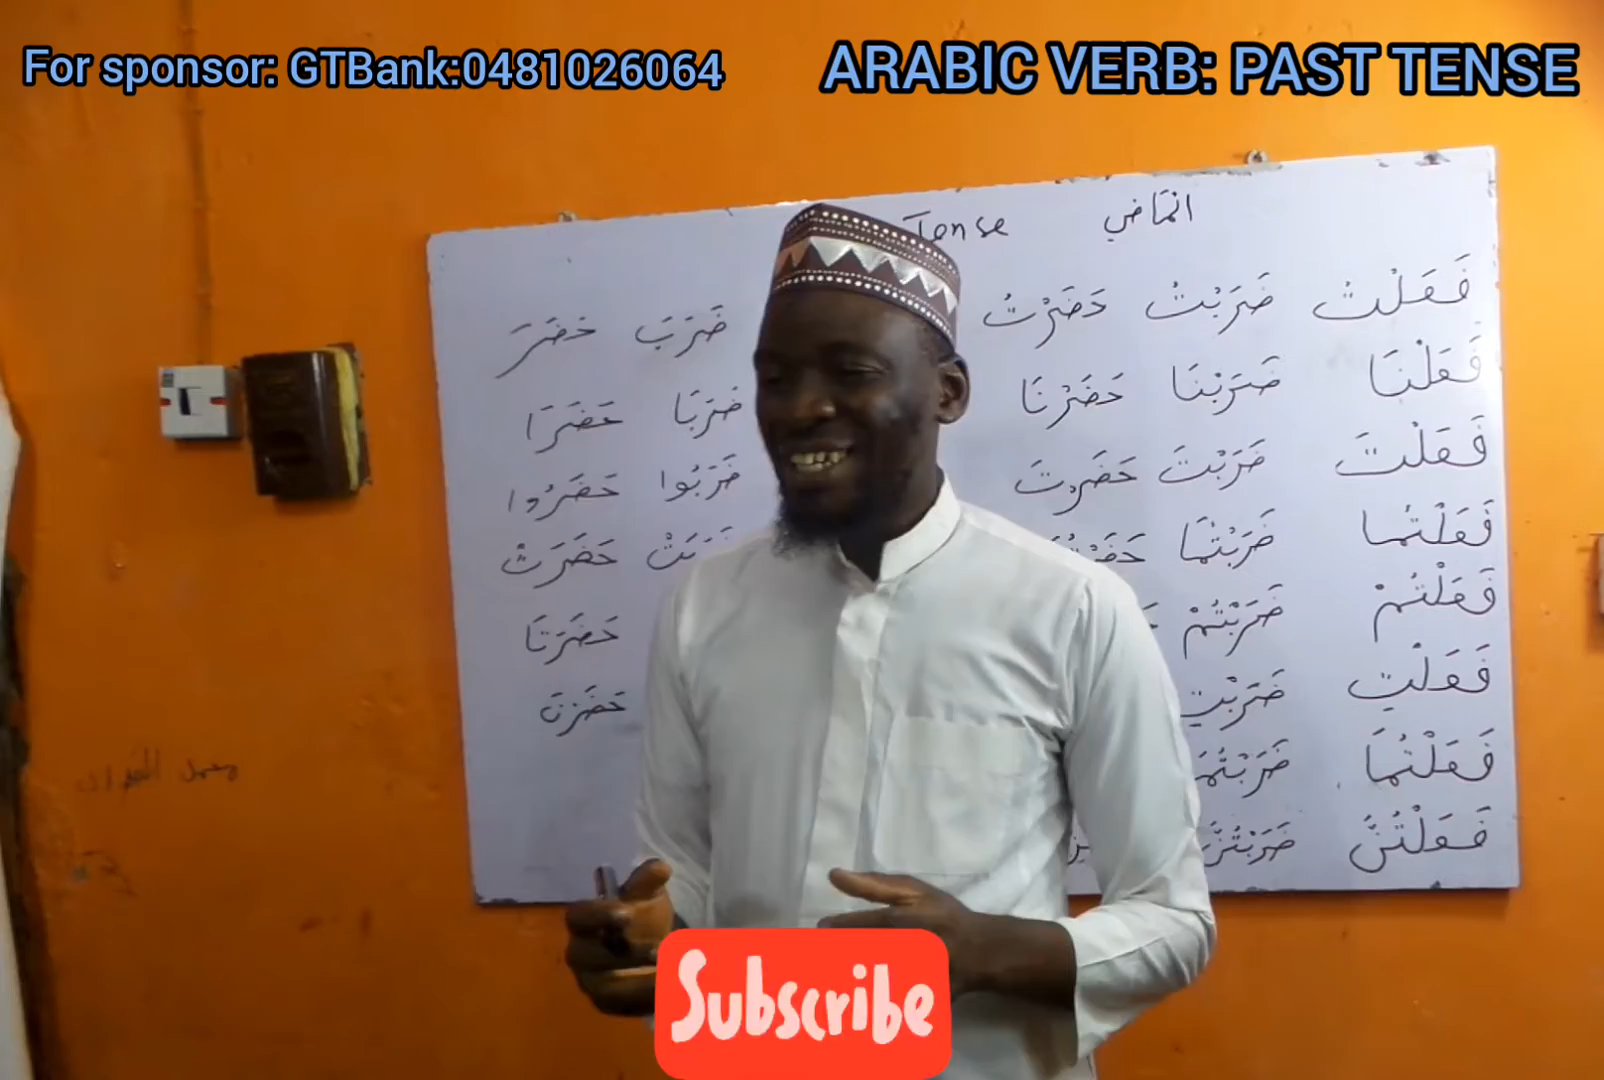 For sponsor: GTBank:0481026064
ARABIC VERB: PAST TENSE
Tense الماضي
فَعَلْتُ ضَرَبْتُ حَضَرْتُ ضَرَبَ حَضَرَ
فَعَلْنَا ضَرَبْنَا حَضَرْنَا ضَرَبَا حَضَرَا
فَعَلْتَ ضَرَبْتَ حَضَرْتَ ضَرَبُوا حَضَرُوا
فَعَلْتُمَا ضَرَبْتُمَا حَضَرَتْ
فَعَلْتُمْ ضَرَبْتُمْ حَضَرَتَا
فَعَلْتِ ضَرَبْتِ حَضَرْنَ
فَعَلْتُمَا ضَرَبْتُمَا
فَعَلْتُنَّ ضَرَبْتُنَّ
Subscribe